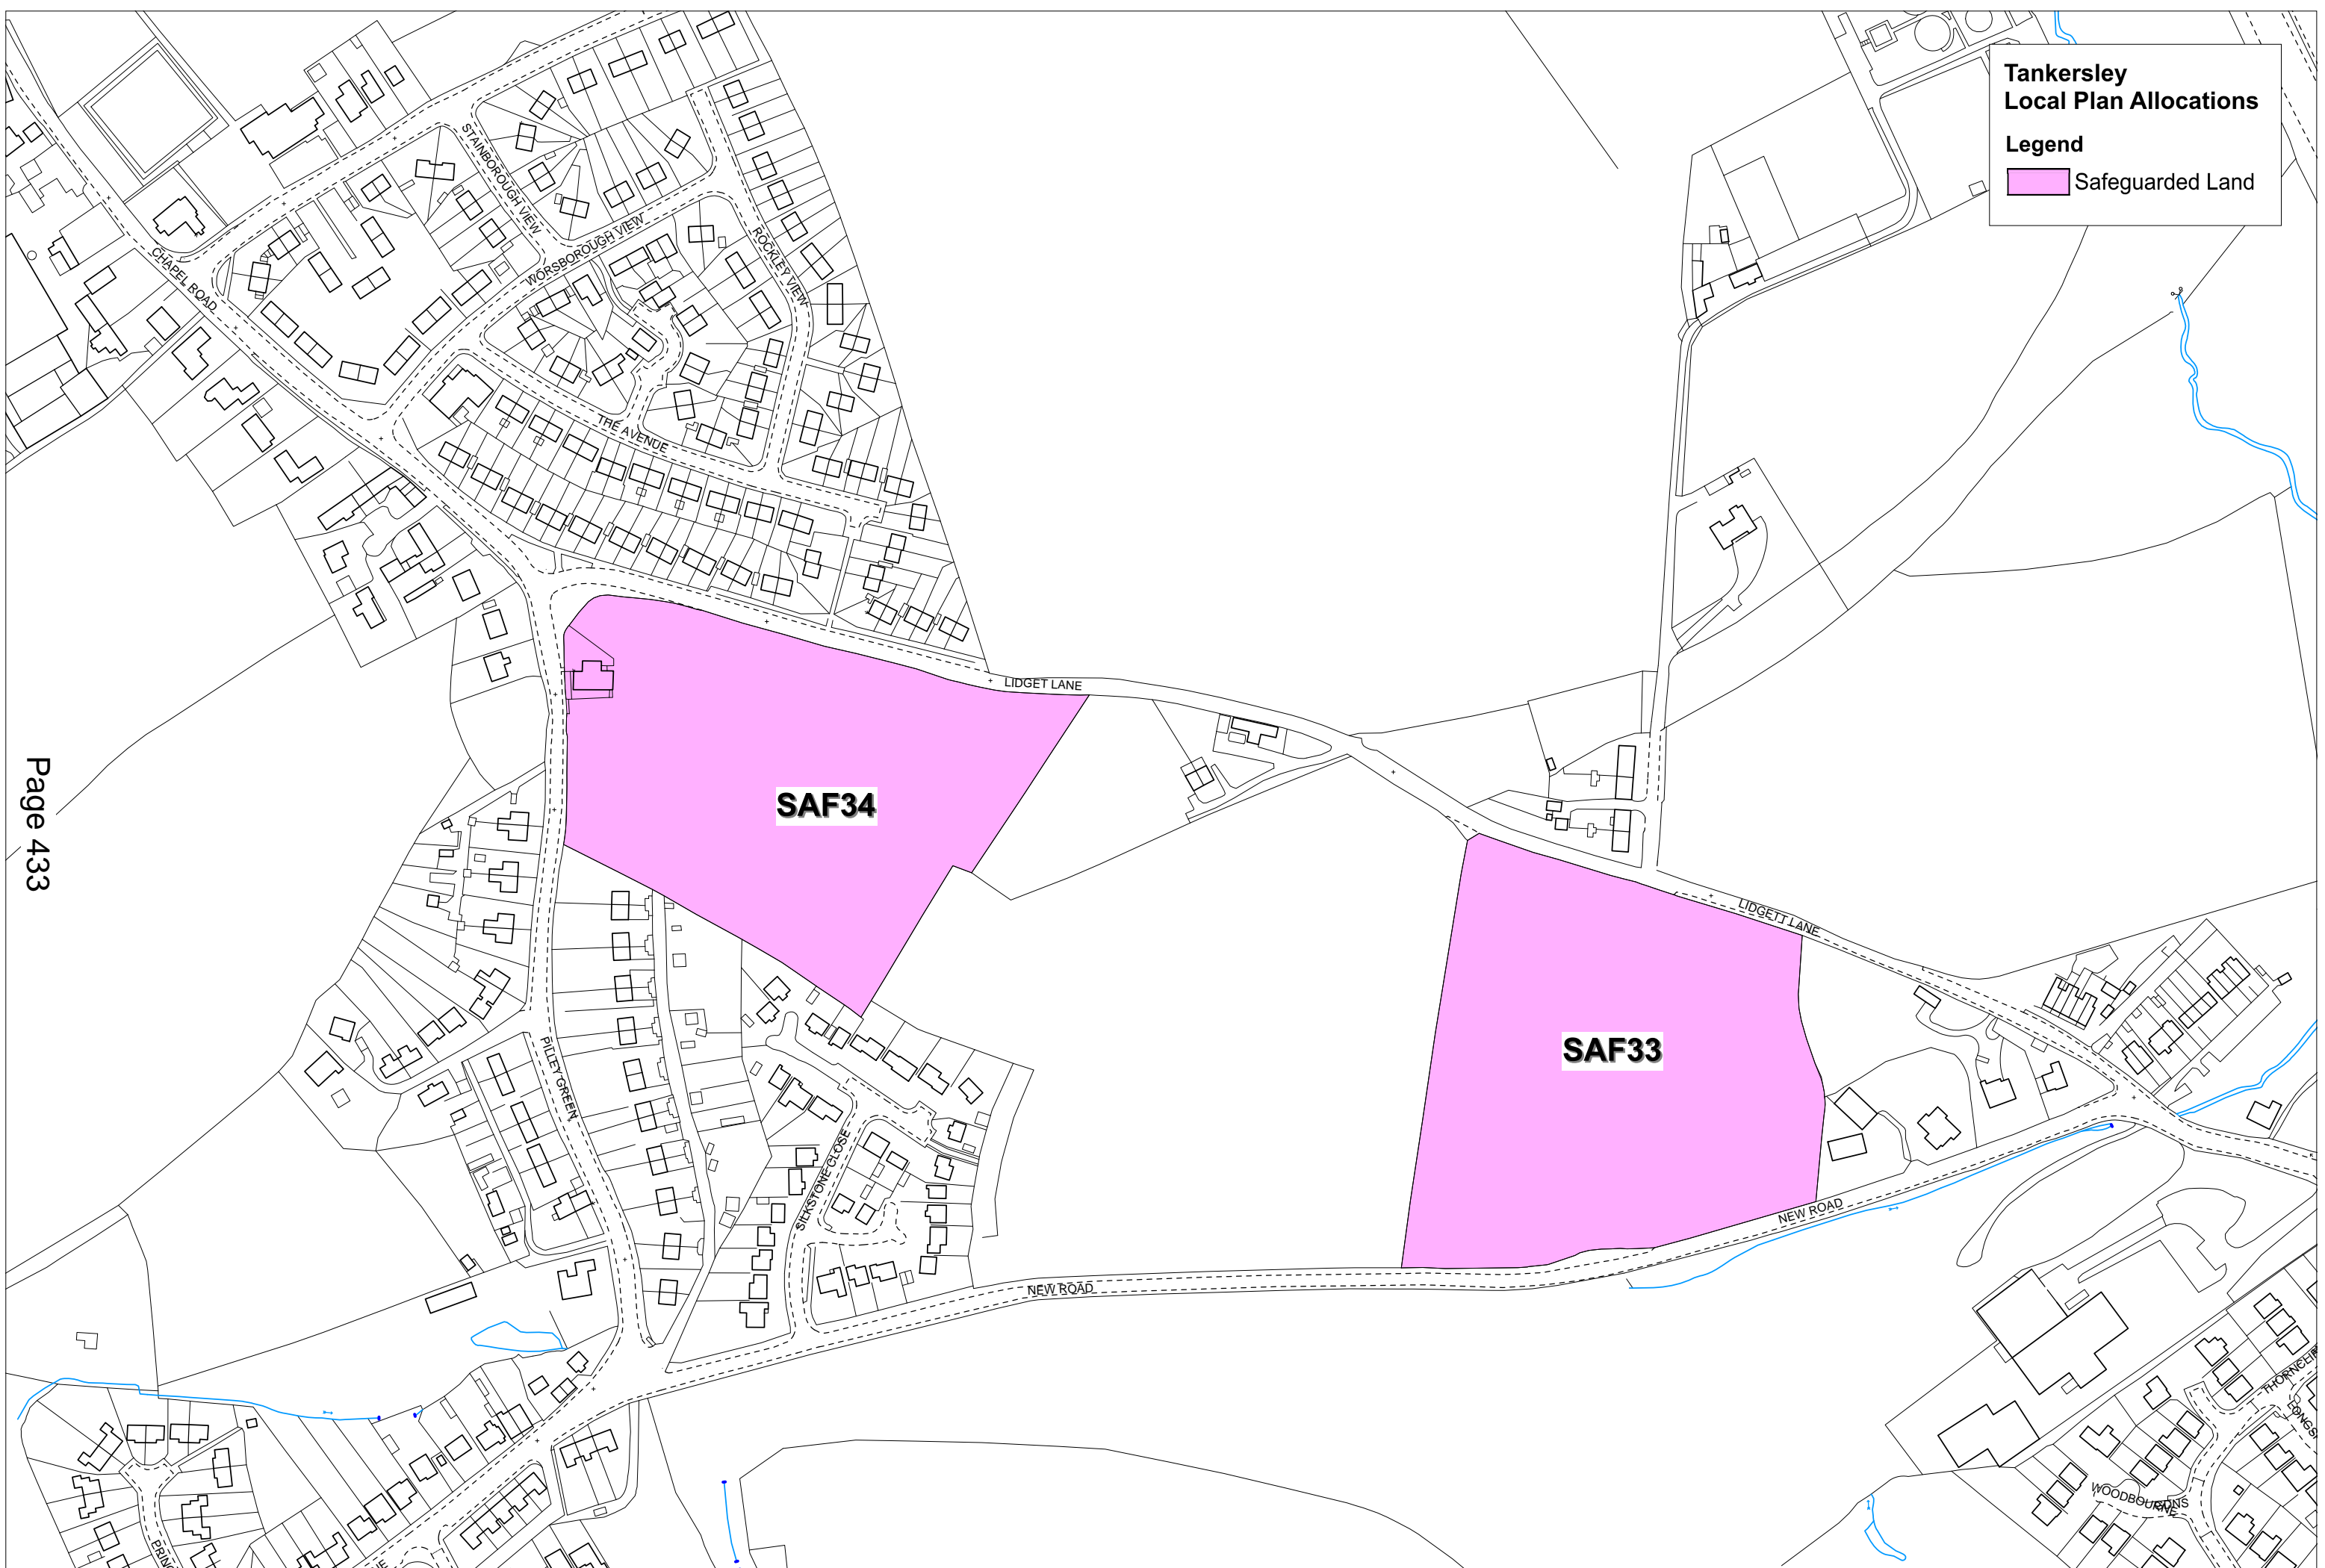 Tankersley
Local Plan Allocations
Legend
Safeguarded Land
STAINBOROUGH VIEW
WORSBOROUGH VIEW
ROCKLEY VIEW
CHAPEL ROAD
THE AVENUE
LIDGET LANE
SAF34
Page 433
LIDGETT LANE
SAF33
PILLEY GREEN
SILKSTONE CLOSE
NEW ROAD
NEW ROAD
WOODBOURNE
GDNS